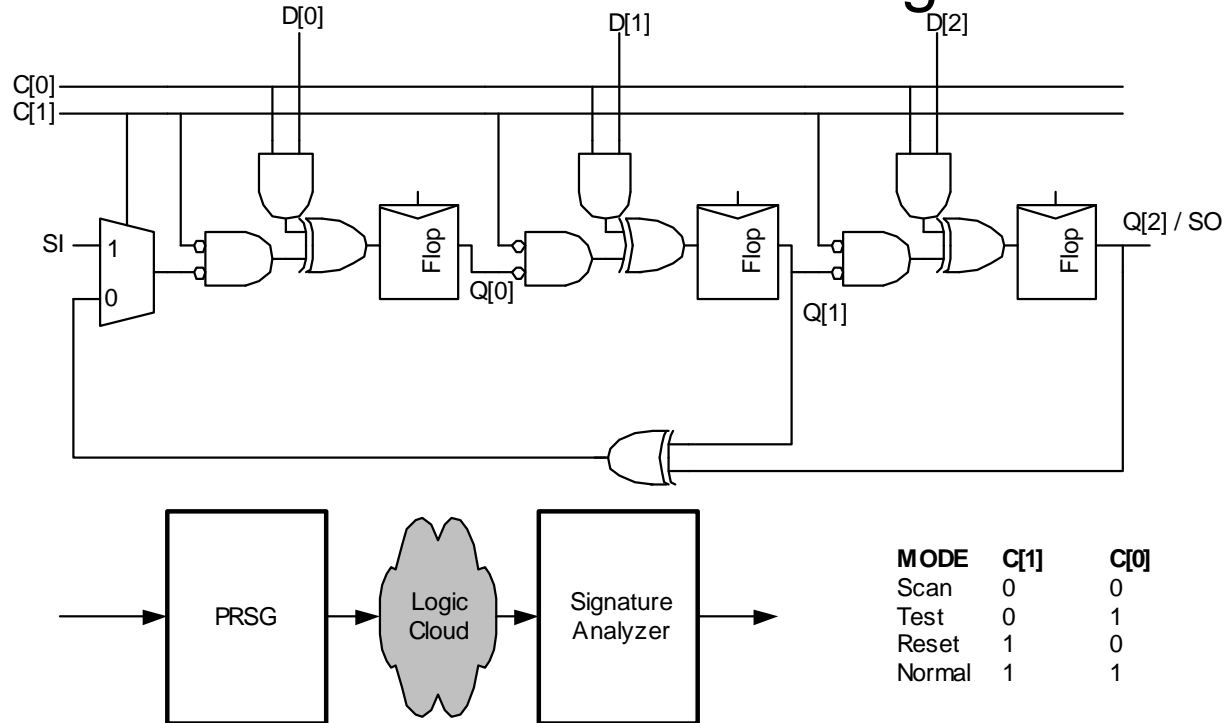 g
D[0]
D[1]
D[2]
C[0]
C[1]
SI
1
0
Flop
Q[0]
Flop
Q[1]
Flop
Q[2] / SO
PRSG
Logic
Cloud
Signature
Analyzer
MODE C[1] C[0]
Scan 0 0
Test 0 1
Reset 1 0
Normal 1 1